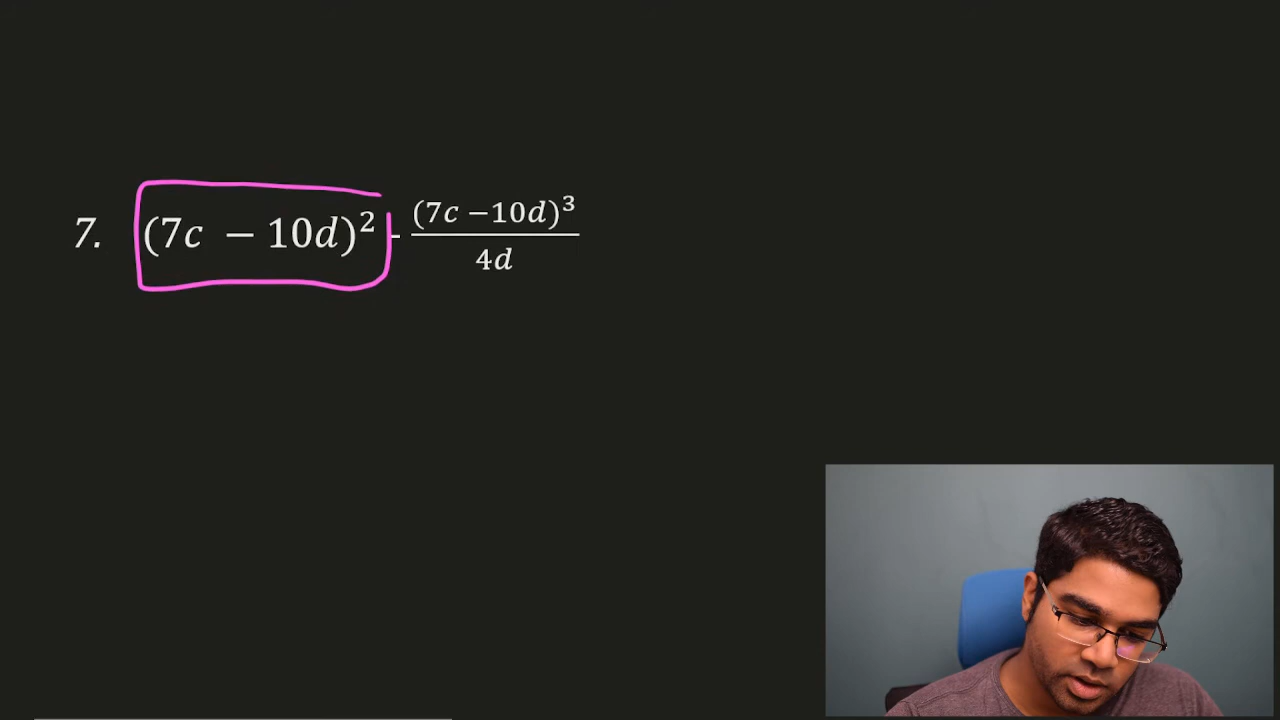 7. (7c − 10d)² - (7c −10d)³
4d